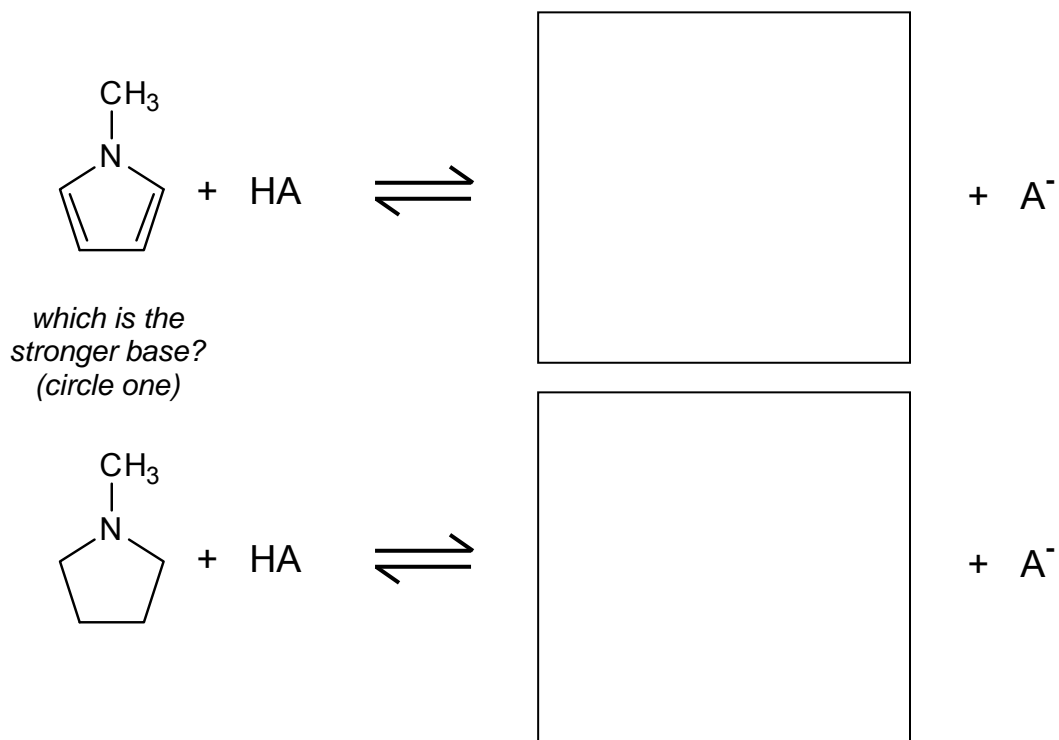 CH₃
N
+ HA
+ A⁻
which is the
stronger base?
(circle one)
CH₃
N
+ HA
+ A⁻